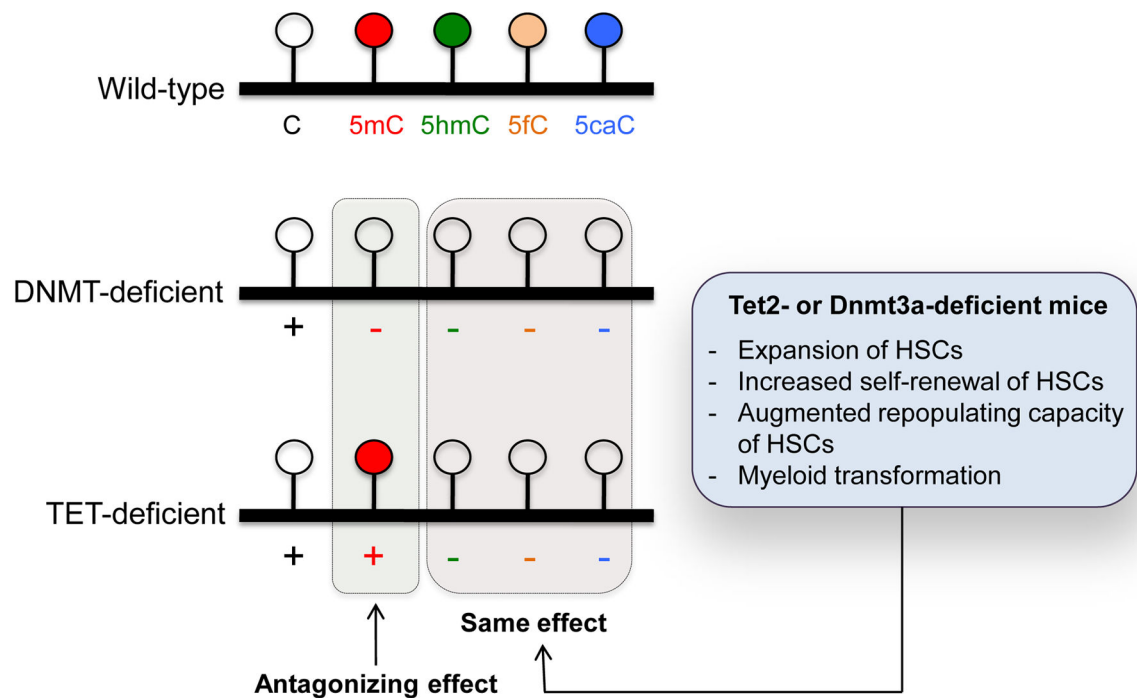 Wild-type
C 5mC 5hmC 5fC 5caC
DNMT-deficient
+ - - - -
TET-deficient
+ + - - -
Same effect
Antagonizing effect
Tet2- or Dnmt3a-deficient mice
- Expansion of HSCs
- Increased self-renewal of HSCs
- Augmented repopulating capacity
of HSCs
- Myeloid transformation